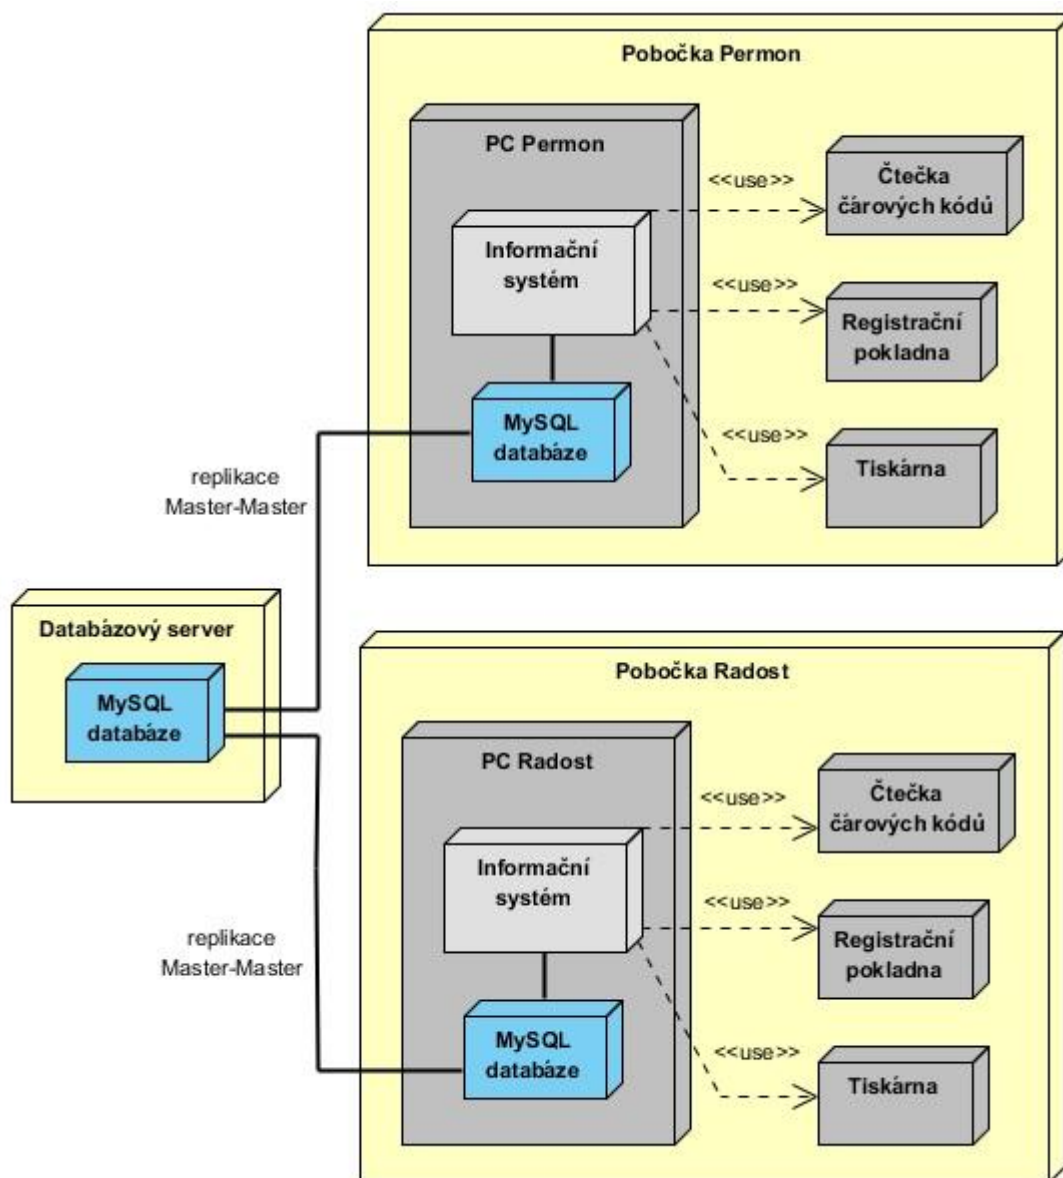 Pobočka Permon
PC Permon
<<use>>
Čtečka
čárových kódů
Informační
systém
<<use>>
Registrační
pokladna
MySQL
databáze
<<use>>
Tiskárna
replikace
Master-Master
Databázový server
MySQL
databáze
Pobočka Radost
PC Radost
<<use>>
Čtečka
čárových kódů
Informační
systém
<<use>>
Registrační
pokladna
replikace
Master-Master
MySQL
databáze
<<use>>
Tiskárna